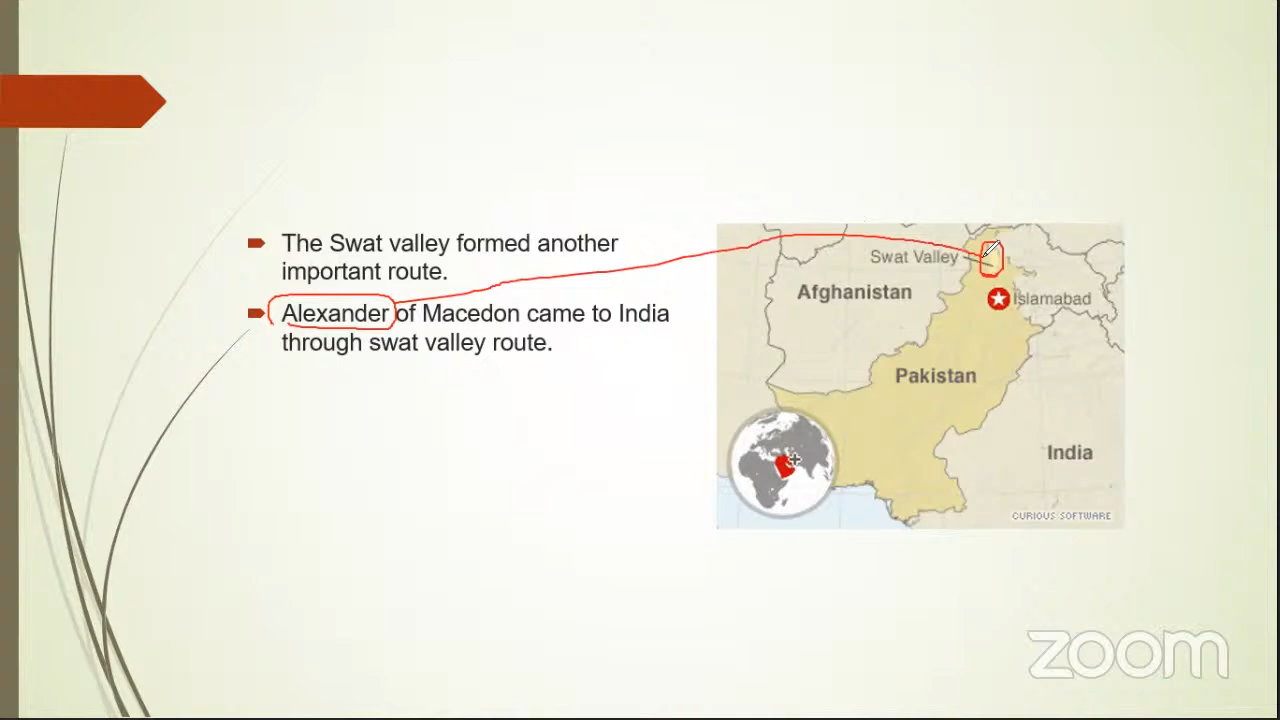 The Swat valley formed another
important route.
Alexander of Macedon came to India
through swat valley route.
Swat Valley
Afghanistan
Islamabad
Pakistan
India
CURIOUS SOFTWARE
zoom